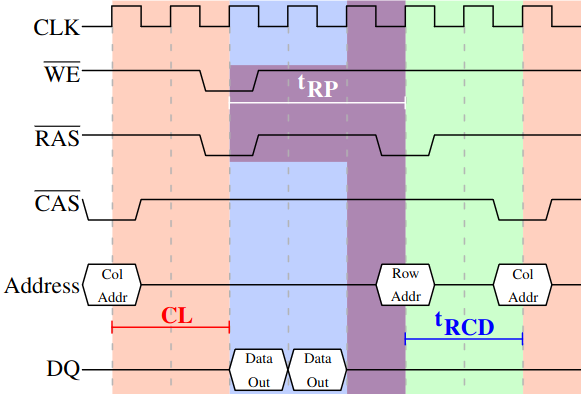 CLK
WE
tRP
RAS
CAS
Address
Col
Addr
Row
Addr
Col
Addr
CL
tRCD
DQ
Data
Out
Data
Out